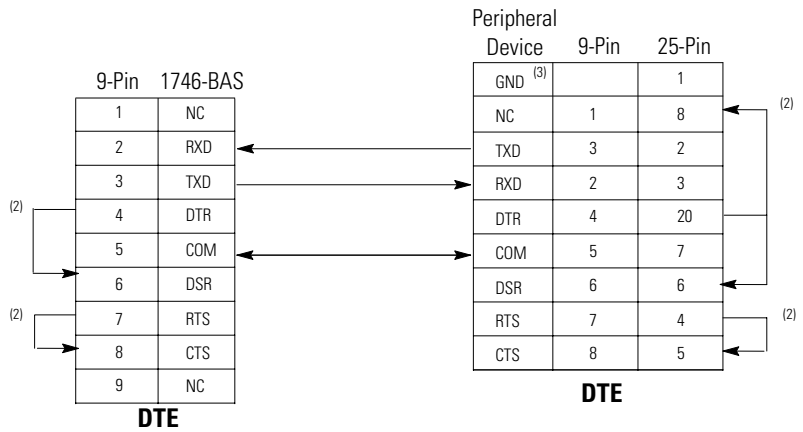 9-Pin 1746-BAS
1 NC
2 RXD
3 TXD
(2) 4 DTR
5 COM
6 DSR
(2) 7 RTS
8 CTS
9 NC
DTE
Peripheral
Device 9-Pin 25-Pin
GND (3) 1
NC 1 8 (2)
TXD 3 2
RXD 2 3
DTR 4 20
COM 5 7
DSR 6 6
RTS 7 4 (2)
CTS 8 5
DTE